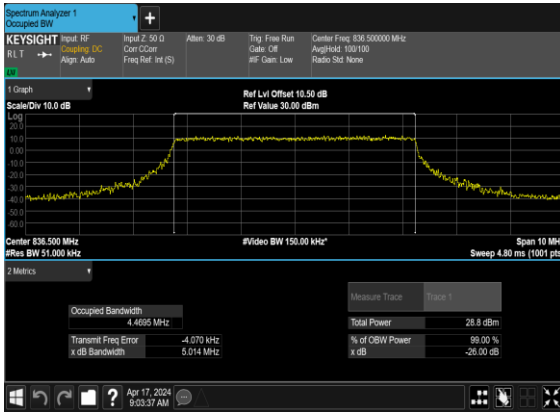 Spectrum Analyzer 1
Occupied BW
KEYSIGHT
RLT
Input: RF
Coupling: DC
Align: Auto
Input Z: 50 Ω
Corr CCorr
Freq Ref: Int (S)
Atten: 30 dB
Trig: Free Run
Gate: Off
#IF Gain: Low
Center Freq: 836.500000 MHz
Avg|Hold: 100/100
Radio Std: None
1 Graph
Scale/Div 10.0 dB
Ref Lvl Offset 10.50 dB
Ref Value 30.00 dBm
Log
20.0
10.0
0.00
-10.0
-20.0
-30.0
-40.0
-50.0
-60.0
Center 836.500 MHz
#Res BW 51.000 kHz
#Video BW 150.00 kHz*
Span 10 MH
Sweep 4.80 ms (1001 pts
2 Metrics
Measure Trace
Trace 1
Occupied Bandwidth
4.4695 MHz
Total Power
28.8 dBm
Transmit Freq Error
-4.070 kHz
% of OBW Power
99.00 %
x dB Bandwidth
5.014 MHz
x dB
-26.00 dB
Apr 17, 2024
9:03:37 AM